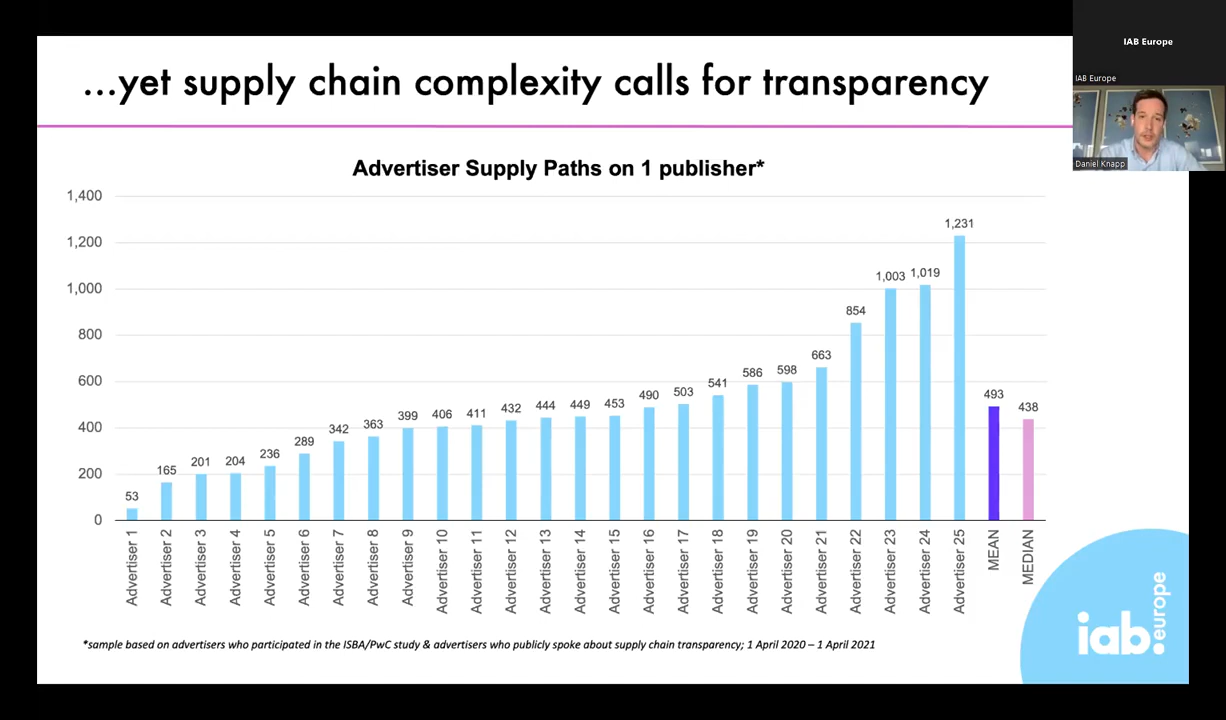 ...yet supply chain complexity calls for transparency
IAB Europe
IAB Europe
Daniel Knapp
Advertiser Supply Paths on 1 publisher*
1,400
1,200
1,000
800
600
400
200
0
53
165
201
204
236
289
342
363
399
406
411
432
444
449
453
490
503
541
586
598
663
854
1,003
1,019
1,231
493
438
Advertiser 1
Advertiser 2
Advertiser 3
Advertiser 4
Advertiser 5
Advertiser 6
Advertiser 7
Advertiser 8
Advertiser 9
Advertiser 10
Advertiser 11
Advertiser 12
Advertiser 13
Advertiser 14
Advertiser 15
Advertiser 16
Advertiser 17
Advertiser 18
Advertiser 19
Advertiser 20
Advertiser 21
Advertiser 22
Advertiser 23
Advertiser 24
Advertiser 25
MEAN
MEDIAN
*sample based on advertisers who participated in the ISBA/PwC study & advertisers who publicly spoke about supply chain transparency; 1 April 2020 – 1 April 2021
iab.
europe